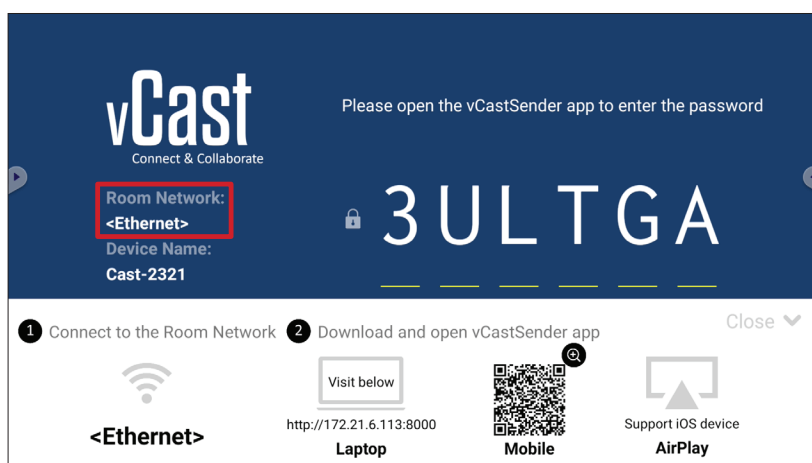 vCast
Connect & Collaborate
Please open the vCastSender app to enter the password
Room Network:
<Ethernet>
Device Name:
Cast-2321
3ULTGA
1 Connect to the Room Network
2 Download and open vCastSender app
Close
<Ethernet>
Visit below
http://172.21.6.113:8000
Laptop
Mobile
Support iOS device
AirPlay